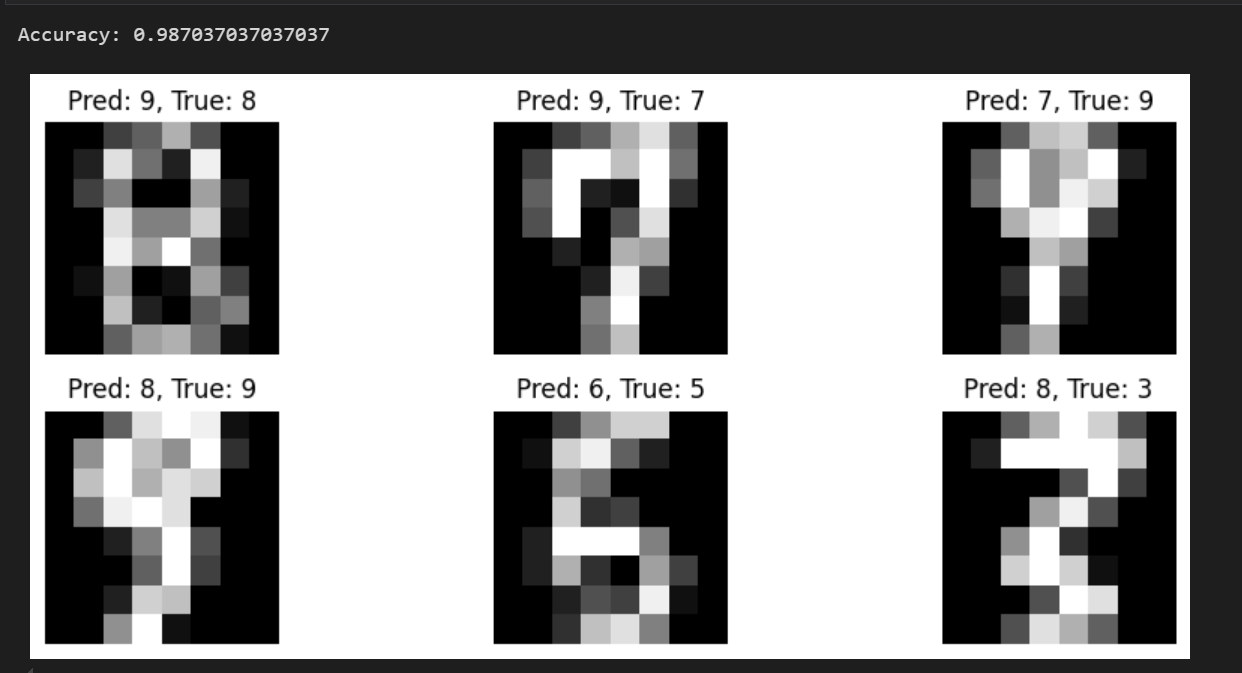 Accuracy: 0.987037037037037
Pred: 9, True: 8
Pred: 9, True: 7
Pred: 7, True: 9
Pred: 8, True: 9
Pred: 6, True: 5
Pred: 8, True: 3